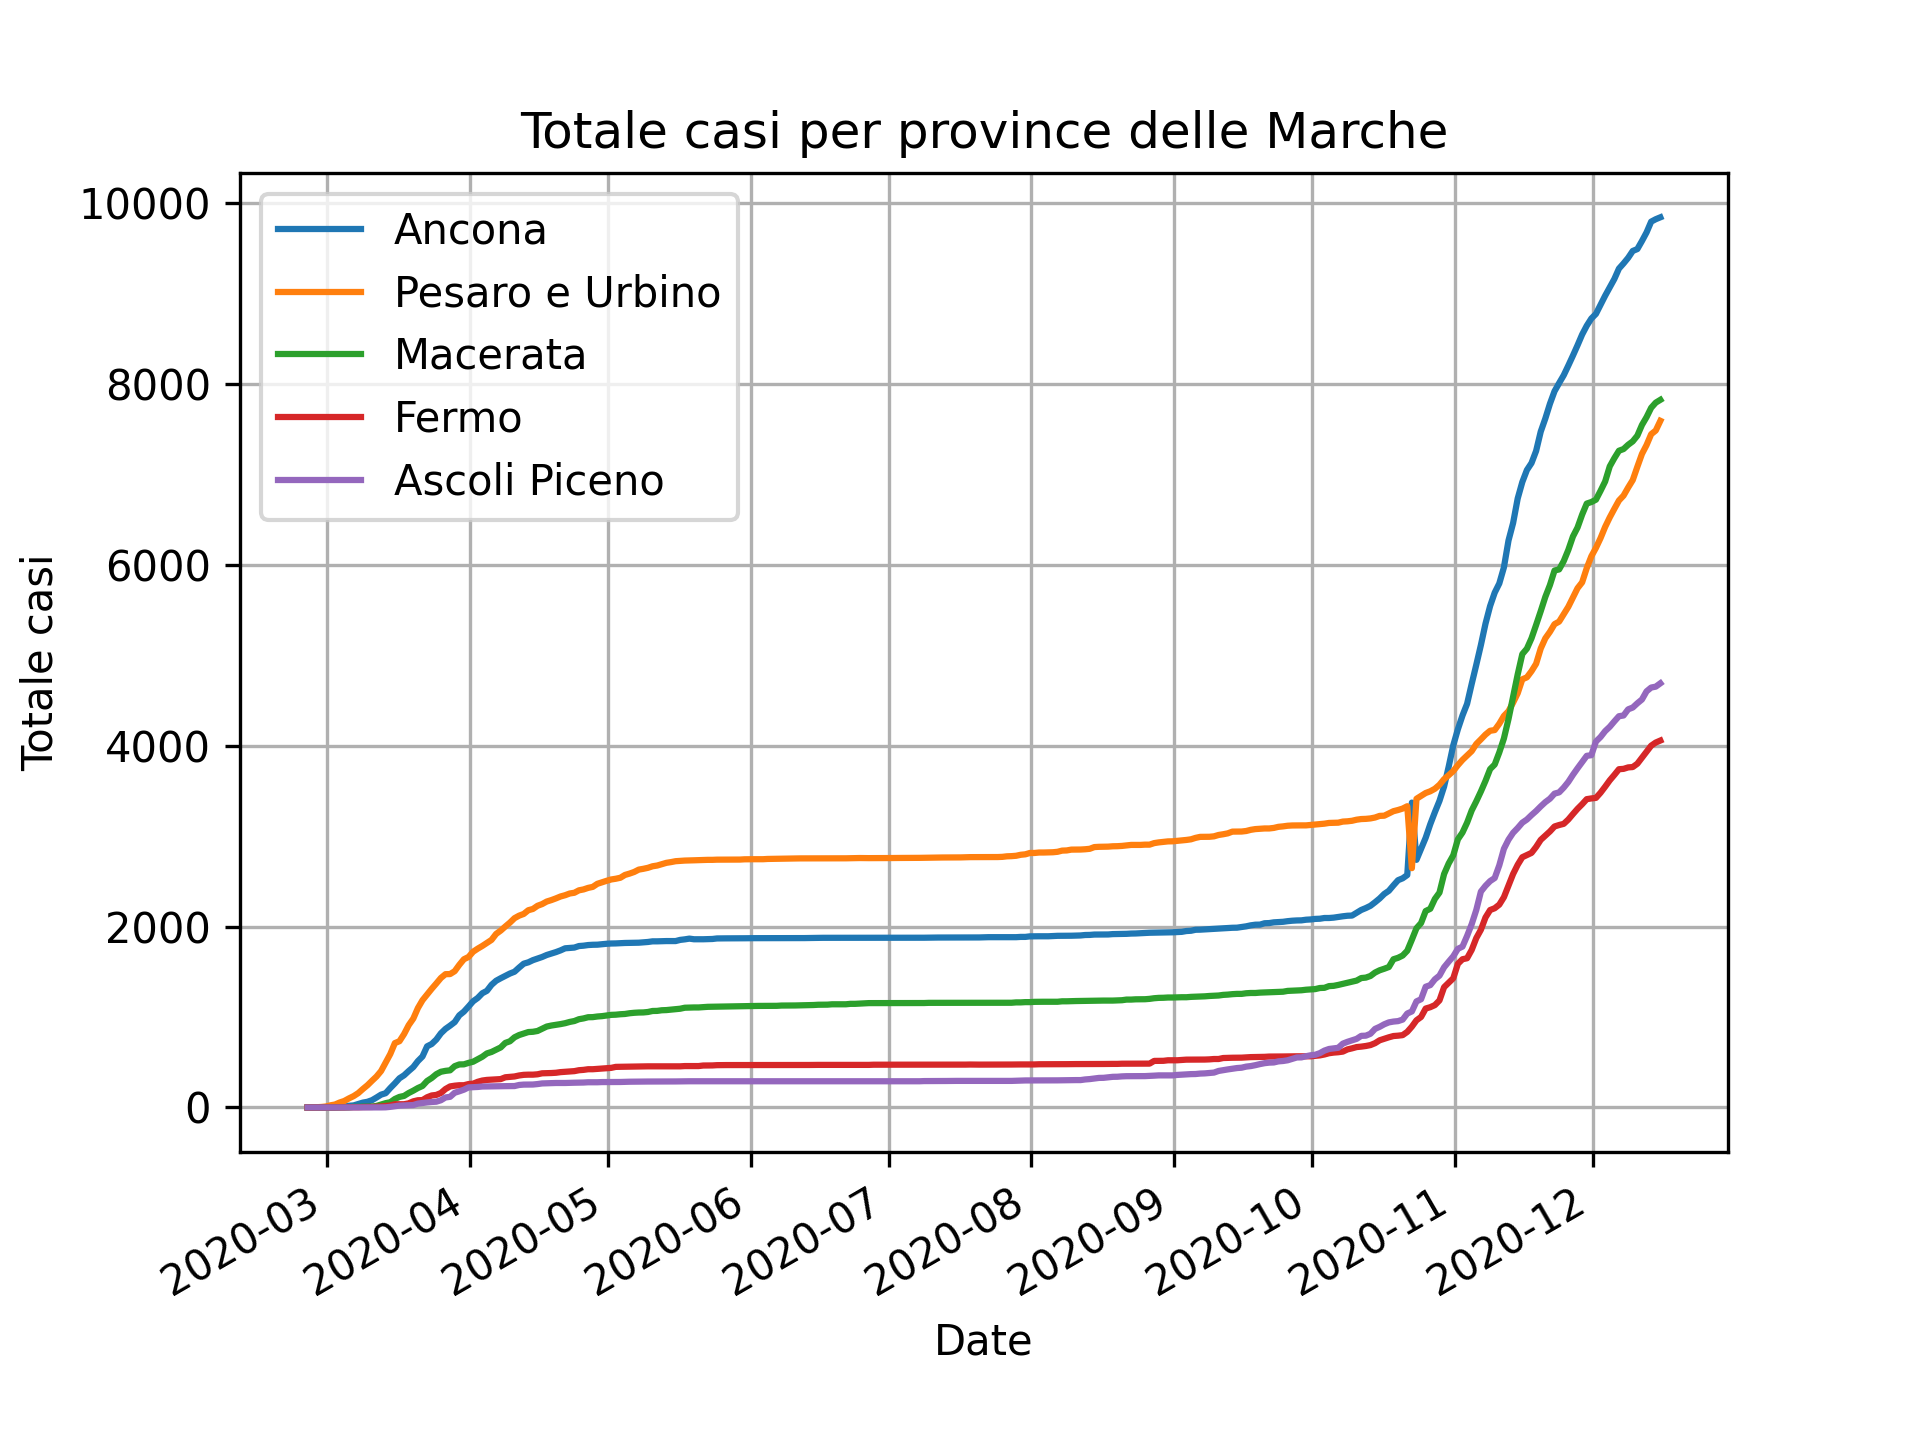 Totale casi per province delle Marche
10000
8000
6000
4000
2000
0
Totale casi
Ancona
Pesaro e Urbino
Macerata
Fermo
Ascoli Piceno
2020-03
2020-04
2020-05
2020-06
2020-07
2020-08
2020-09
2020-10
2020-11
2020-12
Date